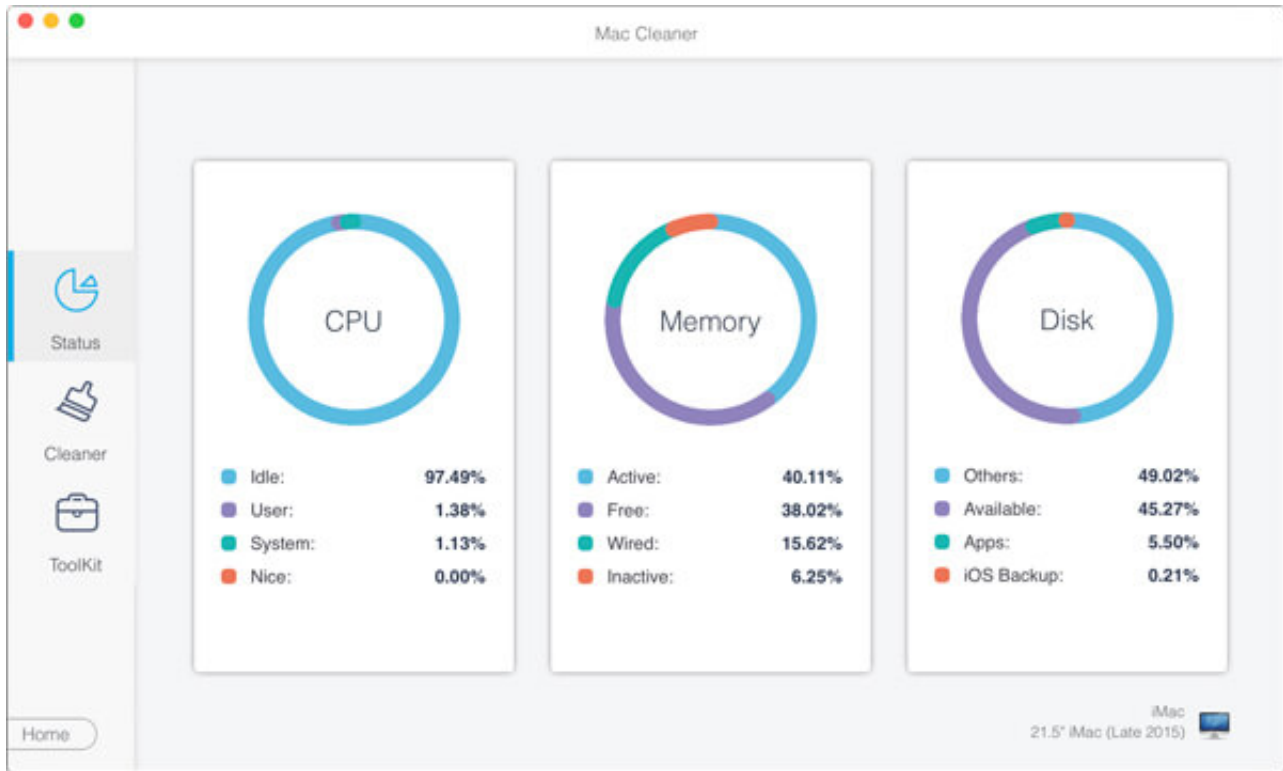 Mac Cleaner
Status
Cleaner
ToolKit
Home
CPU
Idle: 97.49%
User: 1.38%
System: 1.13%
Nice: 0.00%
Memory
Active: 40.11%
Free: 38.02%
Wired: 15.62%
Inactive: 6.25%
Disk
Others: 49.02%
Available: 45.27%
Apps: 5.50%
iOS Backup: 0.21%
iMac
21.5" iMac (Late 2015)